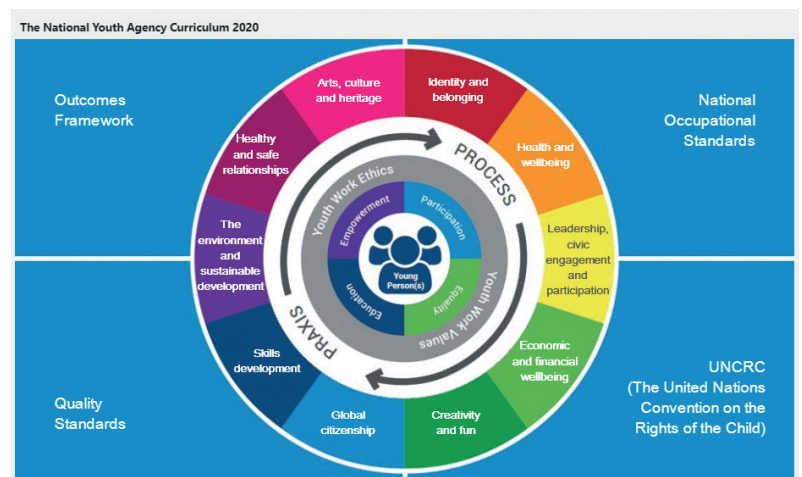 The National Youth Agency Curriculum 2020
Outcomes
Framework
National
Occupational
Standards
Quality
Standards
UNCRC
(The United Nations
Convention on the
Rights of the Child)
Identity and
belonging
Health and
wellbeing
Leadership,
civic
engagement
and
participation
Economic
and financial
wellbeing
Creativity
and fun
Global
citizenship
Skills
development
The
environment
and
sustainable
development
Healthy
and safe
relationships
Arts, culture
and heritage
PROCESS
PRAXIS
Youth Work Ethics
Youth Work Values
Empowerment
Participation
Equality
Education
Young
Person(s)